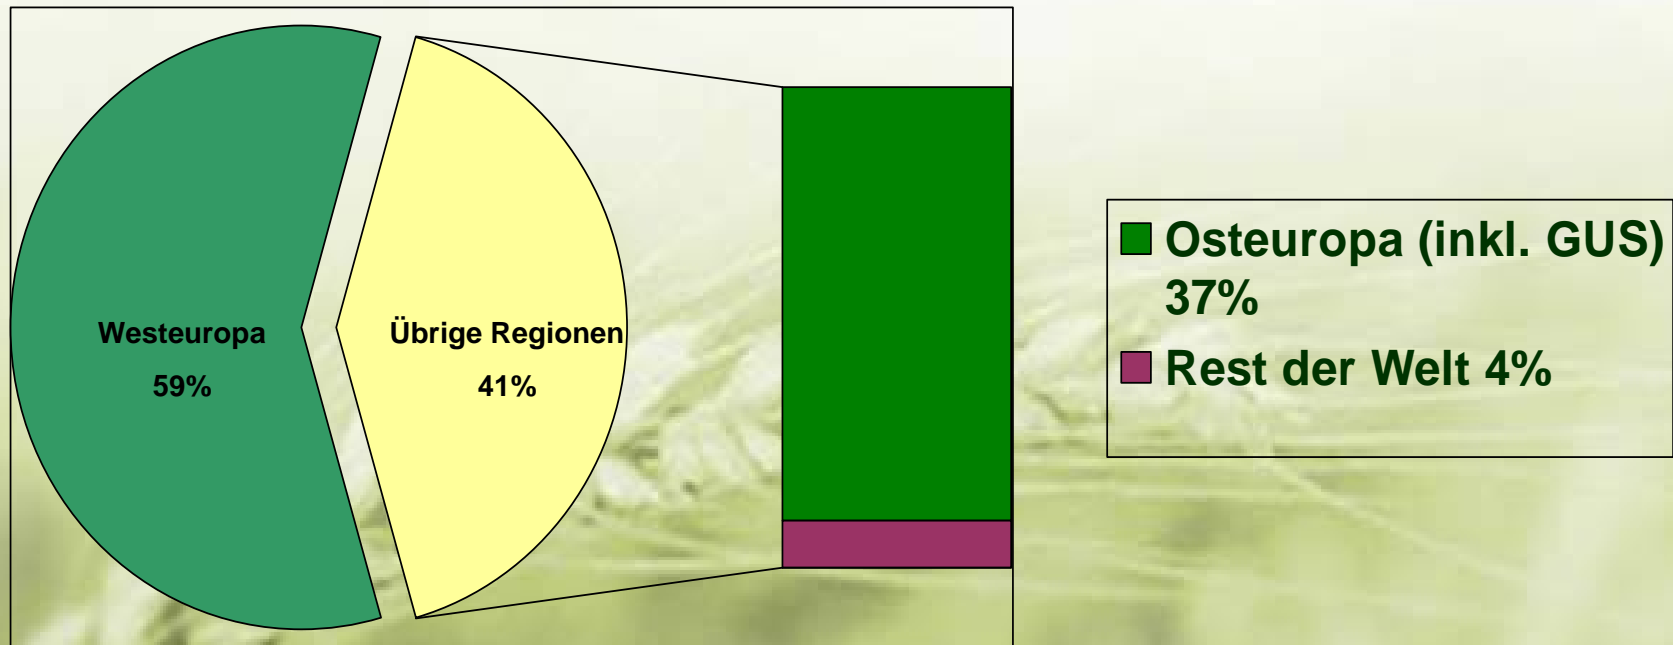 Westeuropa
59%
Übrige Regionen
41%
Osteuropa (inkl. GUS)
37%
Rest der Welt 4%